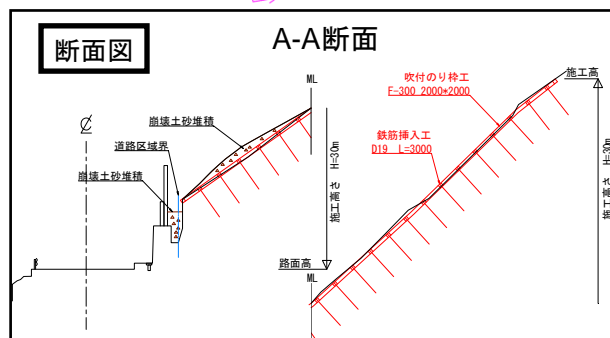 断面図
A-A断面
ML
施工高
吹付のり枠工
F-300 2000*2000
崩壊土砂堆積
℄
道路区域界
鉄筋挿入工
D19 L=3000
崩壊土砂堆積
施工高さ H=30m
施工高さ H=30m
路面高
ML